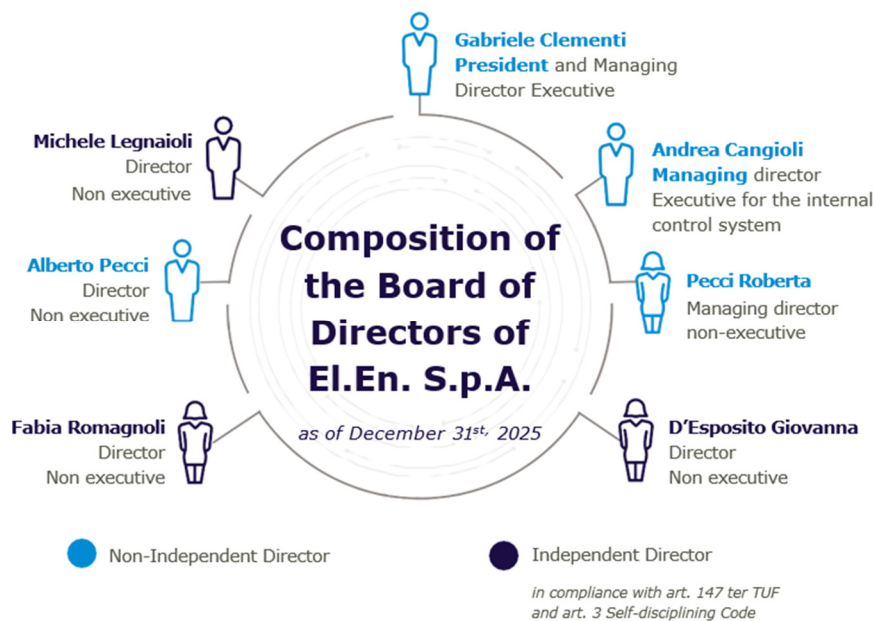 Gabriele Clementi
President and Managing
Director Executive
Michele Legnaioli
Director
Non executive
Andrea Cangioli
Managing director
Executive for the internal
control system
Alberto Pecci
Director
Non executive
Pecci Roberta
Managing director
non-executive
Composition of
the Board of
Directors of
El.En. S.p.A.
as of December 31st, 2025
Fabia Romagnoli
Director
Non executive
D’Esposito Giovanna
Director
Non executive
Non-Independent Director
Independent Director
in compliance with art. 147 ter TUF
and art. 3 Self-disciplining Code